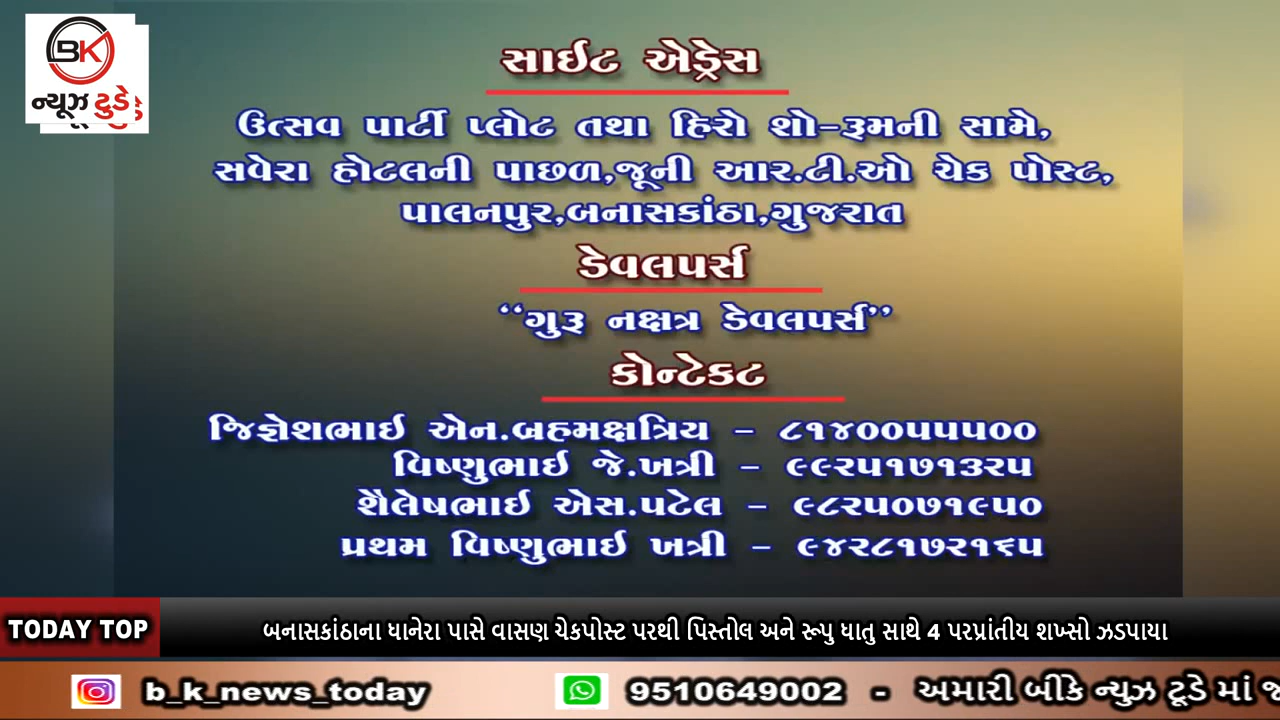 BK
ન્યૂઝ ટુડે
સાઈટ એડ્રેસ
ઉત્સવ પાર્ટી પ્લોટ તથા હિરો શો-રૂમની સામે,
સવેરા હોટલની પાછળ,જૂની આર.ટી.ઓ ચેક પોસ્ટ,
પાલનપુર,બનાસકાંઠા,ગુજરાત
ડેવલપર્સ
“ગુરૂ નક્ષત્ર ડેવલપર્સ”
કોન્ટેકટ
જિજ્ઞેશભાઈ એન.બ્રહમક્ષત્રિય - ૮૧૪૦૦૫૫૫૦૦
વિષ્ણુભાઈ જે.ખત્રી - ૯૯૨૫૧૭૧૩૨૫
શૈલેષભાઈ એસ.પટેલ - ૯૮૨૫૦૭૧૯૫૦
પ્રથમ વિષ્ણુભાઈ ખત્રી - ૯૪૨૮૧૭૨૧૬૫
TODAY TOP
બનાસકાંઠાના ધાનેરા પાસે વાસણ ચેકપોસ્ટ પરથી પિસ્તોલ અને રૂપુ ધાતુ સાથે 4 પરપ્રાંતીય શખ્સો ઝડપાયા
b_k_news_today 9510649002 - અમારી બીકે ન્યુઝ ટૂડે માં